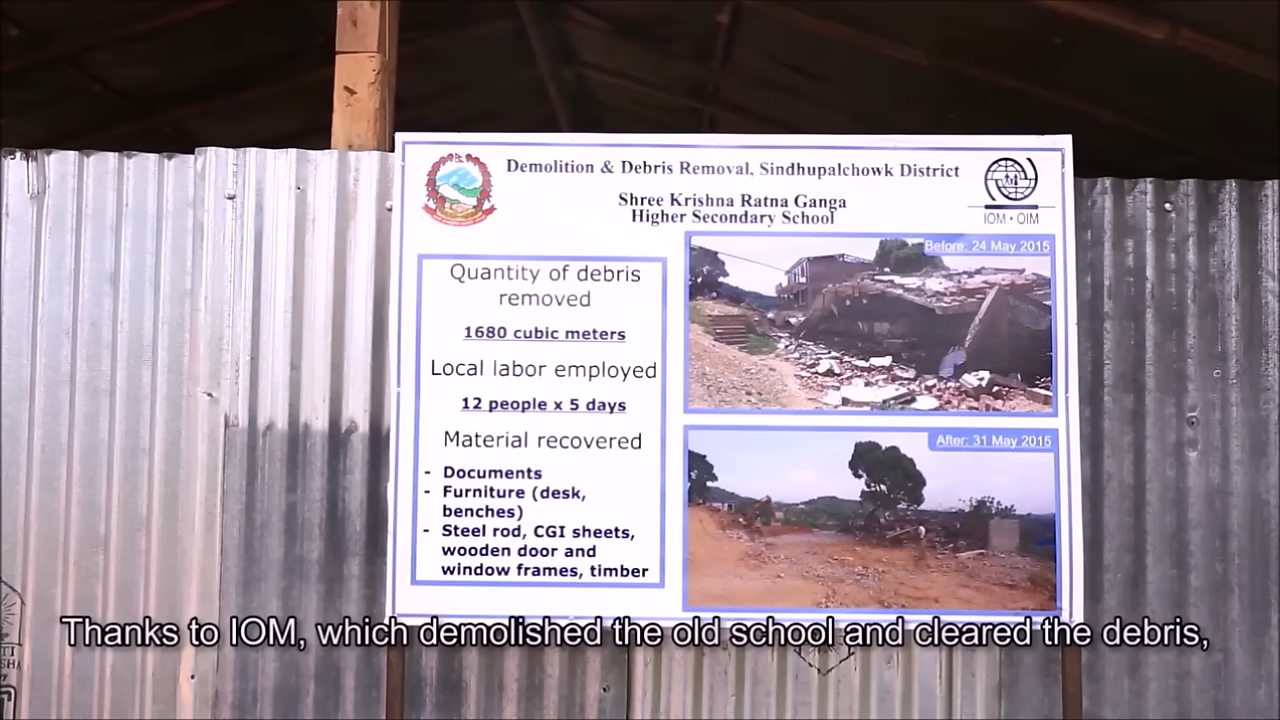 Demolition & Debris Removal, Sindhupalchowk District
Shree Krishna Ratna Ganga
Higher Secondary School
IOM • OIM
Quantity of debris
removed
1680 cubic meters
Local labor employed
12 people x 5 days
Material recovered
- Documents
- Furniture (desk,
benches)
- Steel rod, CGI sheets,
wooden door and
window frames, timber
Before: 24 May 2015
After: 31 May 2015
Thanks to IOM, which demolished the old school and cleared the debris,